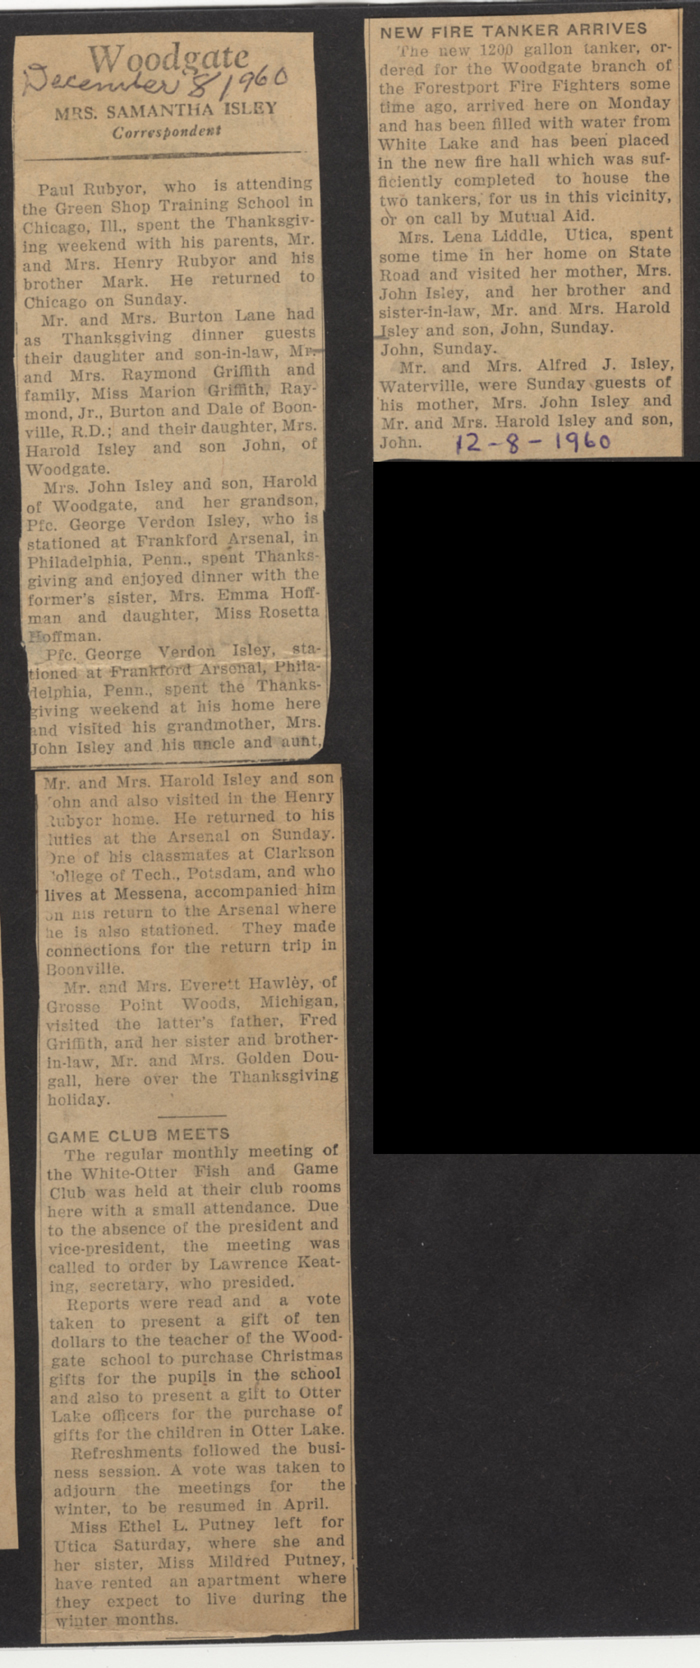 Woodgate
December 8, 1960
MRS. SAMANTHA ISLEY
Correspondent
Paul Rubyor, who is attending
the Green Shop Training School in
Chicago, Ill., spent the Thanksgiv-
ing weekend with his parents, Mr.
and Mrs. Henry Rubyor and his
brother Mark. He returned to
Chicago on Sunday.
Mr. and Mrs. Burton Lane had
as Thanksgiving dinner guests
their daughter and son-in-law, Mr.
and Mrs. Raymond Griffith and
family, Miss Marion Griffith, Ray-
mond, Jr., Burton and Dale of Boon-
ville, R.D.; and their daughter, Mrs.
Harold Isley and son John, of
Woodgate.
Mrs. John Isley and son, Harold
of Woodgate, and her grandson,
Pfc. George Verdon Isley, who is
stationed at Frankford Arsenal, in
Philadelphia, Penn., spent Thanks-
giving and enjoyed dinner with the
former's sister, Mrs. Emma Hoff-
man and daughter, Miss Rosetta
Hoffman.
Pfc. George Verdon Isley, sta-
tioned at Frankford Arsenal, Phila-
delphia, Penn., spent the Thanks-
giving weekend at his home here
and visited his grandmother, Mrs.
John Isley and his uncle and aunt,
Mr. and Mrs. Harold Isley and son
John and also visited in the Henry
Rubyor home. He returned to his
duties at the Arsenal on Sunday.
One of his classmates at Clarkson
College of Tech., Potsdam, and who
lives at Messena, accompanied him
on his return to the Arsenal where
he is also stationed. They made
connections for the return trip in
Boonville.
Mr. and Mrs. Everett Hawley, of
Grosse Point Woods, Michigan,
visited the latter's father, Fred
Griffith, and her sister and brother-
in-law, Mr. and Mrs. Golden Dou-
gall, here over the Thanksgiving
holiday.
GAME CLUB MEETS
The regular monthly meeting of
the White-Otter Fish and Game
Club was held at their club rooms
here with a small attendance. Due
to the absence of the president and
vice-president, the meeting was
called to order by Lawrence Keat-
ing, secretary, who presided.
Reports were read and a vote
taken to present a gift of ten
dollars to the teacher of the Wood-
gate school to purchase Christmas
gifts for the pupils in the school
and also to present a gift to Otter
Lake officers for the purchase of
gifts for the children in Otter Lake.
Refreshments followed the busi-
ness session. A vote was taken to
adjourn the meetings for the
winter, to be resumed in April.
Miss Ethel L. Putney left for
Utica Saturday, where she and
her sister, Miss Mildred Putney,
have rented an apartment where
they expect to live during the
winter months.
NEW FIRE TANKER ARRIVES
The new 1200 gallon tanker, or-
dered for the Woodgate branch of
the Forestport Fire Fighters some
time ago, arrived here on Monday
and has been filled with water from
White Lake and has been placed
in the new fire hall which was suf-
ficiently completed to house the
two tankers, for us in this vicinity,
or on call by Mutual Aid.
Mrs. Lena Liddle, Utica, spent
some time in her home on State
Road and visited her mother, Mrs.
John Isley, and her brother and
sister-in-law, Mr. and Mrs. Harold
Isley and son, John, Sunday.
John, Sunday.
Mr. and Mrs. Alfred J. Isley,
Waterville, were Sunday guests of
his mother, Mrs. John Isley and
Mr. and Mrs. Harold Isley and son,
John. 12-8-1960